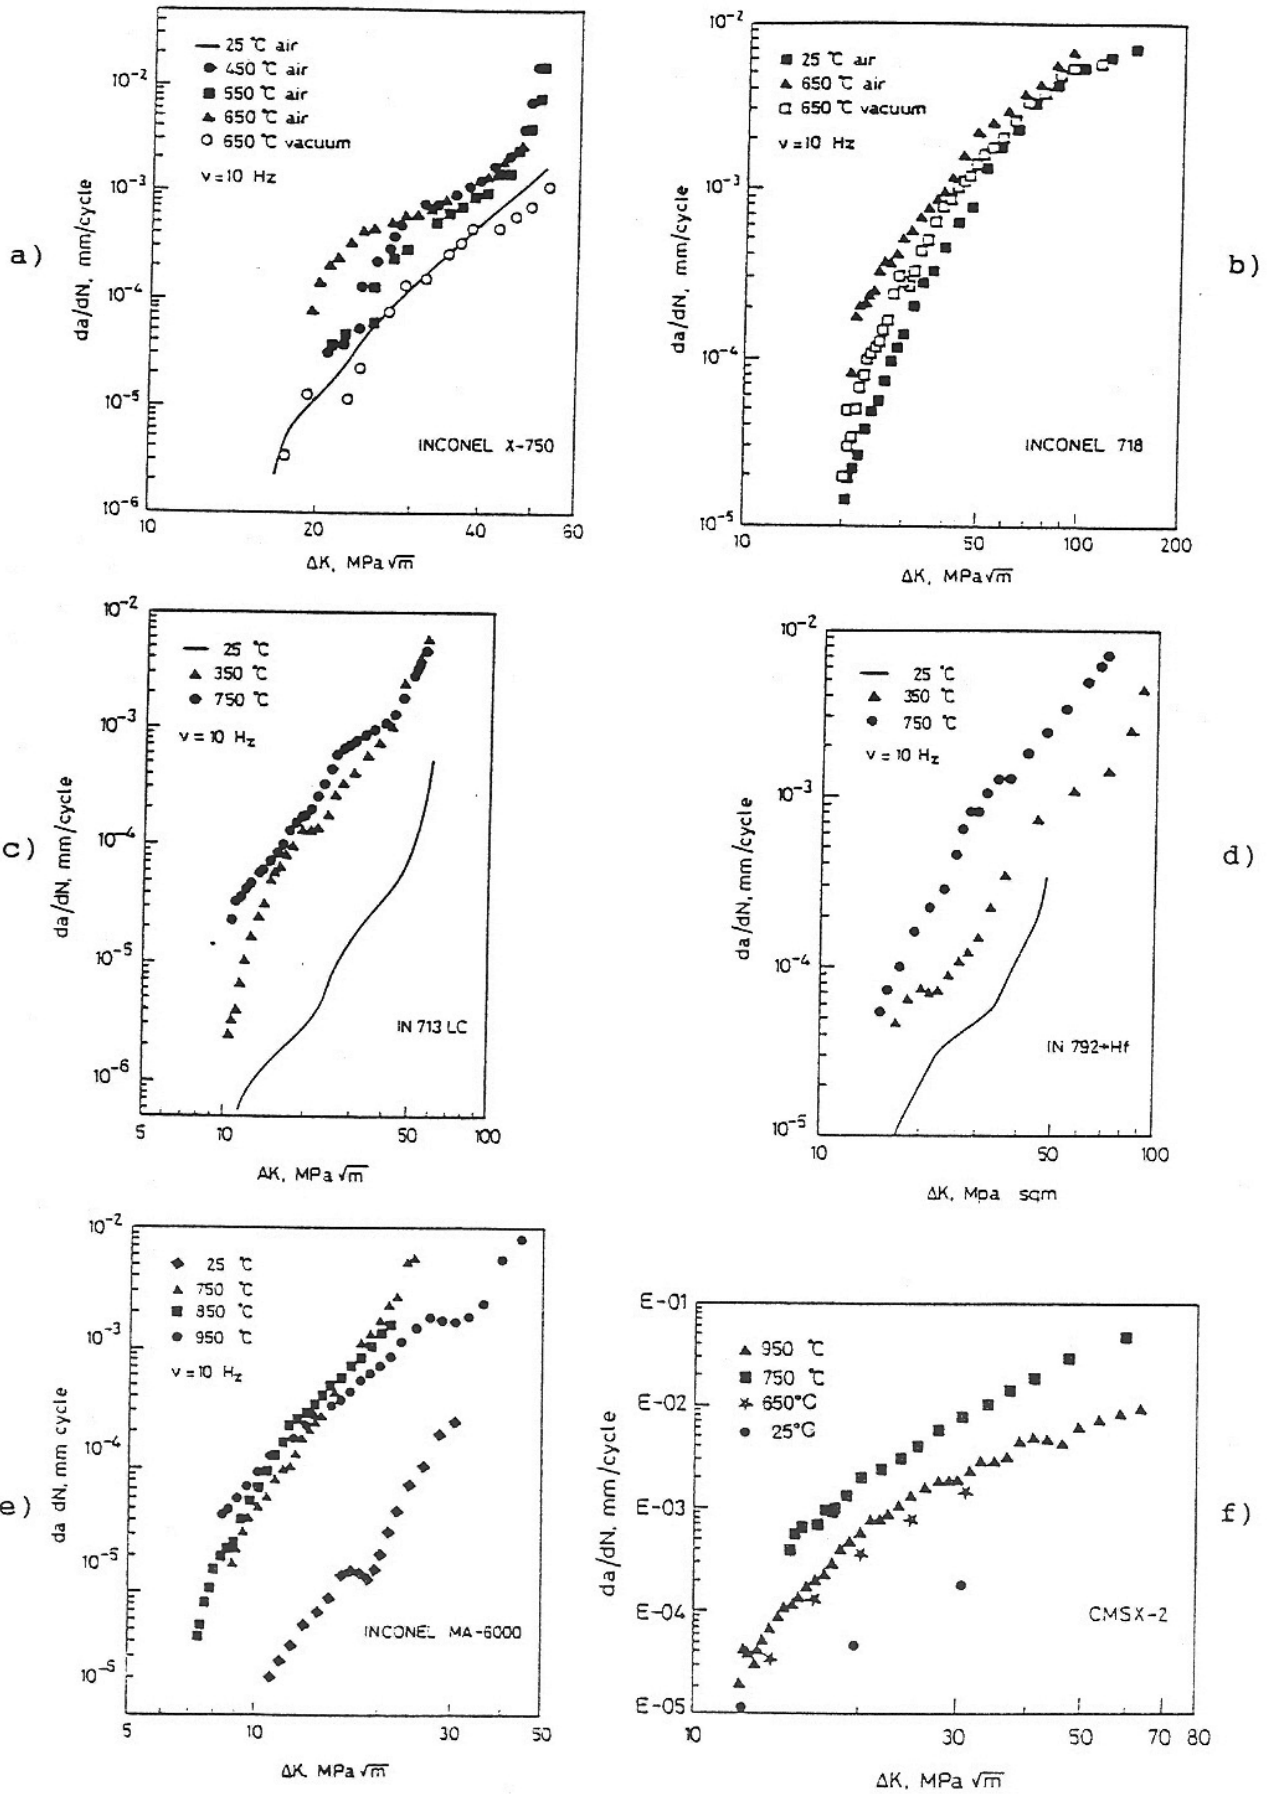 a)
25 °C air
450 °C air
550 °C air
650 °C air
650 °C vacuum
ν = 10 Hz
10-2
10-3
10-4
10-5
10-6
da/dN, mm/cycle
INCONEL X-750
10 20 40 60
ΔK, MPa√m
b)
10-2
25 °C air
650 °C air
650 °C vacuum
ν = 10 Hz
10-3
10-4
10-5
da/dN, mm/cycle
INCONEL 718
10 50 100 200
ΔK, MPa√m
c)
10-2
25 °C
350 °C
750 °C
ν = 10 Hz
10-3
10-4
10-5
10-6
da/dN, mm/cycle
IN 713 LC
5 10 50 100
ΔK, MPa √m
d)
10-2
25 °C
350 °C
750 °C
ν = 10 Hz
10-3
10-4
10-5
da/dN, mm/cycle
IN 792+Hf
10 50 100
ΔK, Mpa sqm
e)
10-2
25 °C
750 °C
850 °C
950 °C
ν = 10 Hz
10-3
10-4
10-5
10-5
da dN, mm cycle
INCONEL MA-6000
5 10 30 50
ΔK, MPa √m
f)
E-01
950 °C
750 °C
650°C
25°C
E-02
E-03
E-04
E-05
da/dN, mm/cycle
CMSX-2
10 30 50 70 80
ΔK, MPa √m